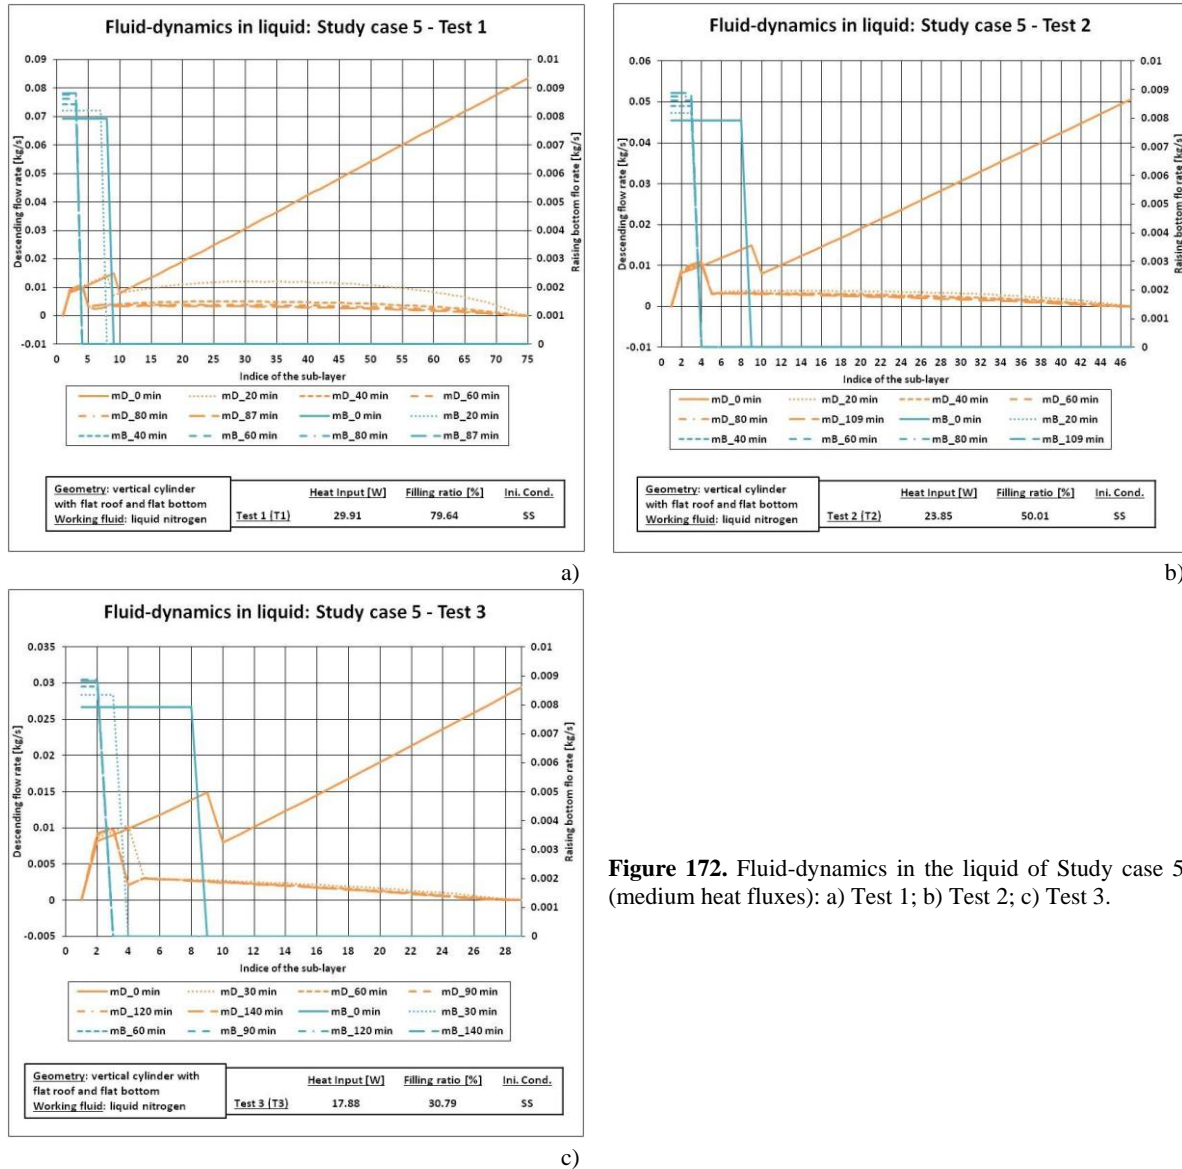 Fluid-dynamics in liquid: Study case 5 - Test 1
0.09
0.08
0.07
0.06
0.05
0.04
0.03
0.02
0.01
0
-0.01
Descending flow rate [kg/s]
0.01
0.009
0.008
0.007
0.006
0.005
0.004
0.003
0.002
0.001
0
Raising bottom flo rate [kg/s]
0 5 10 15 20 25 30 35 40 45 50 55 60 65 70 75
Indice of the sub-layer
mD_0 min mD_20 min mD_40 min mD_60 min
mD_80 min mD_87 min mB_0 min mB_20 min
mB_40 min mB_60 min mB_80 min mB_87 min
Geometry: vertical cylinder
with flat roof and flat bottom
Working fluid: liquid nitrogen
Heat Input [W] Filling ratio [%] Ini. Cond.
Test 1 (T1) 29.91 79.64 SS
a)
Fluid-dynamics in liquid: Study case 5 - Test 2
0.06
0.05
0.04
0.03
0.02
0.01
0
-0.01
Descending flow rate [kg/s]
0.01
0.009
0.008
0.007
0.006
0.005
0.004
0.003
0.002
0.001
0
Raising bottom flo rate [kg/s]
0 2 4 6 8 10 12 14 16 18 20 22 24 26 28 30 32 34 36 38 40 42 44 46
Indice of the sub-layer
mD_0 min mD_20 min mD_40 min mD_60 min
mD_80 min mD_109 min mB_0 min mB_20 min
mB_40 min mB_60 min mB_80 min mB_109 min
Geometry: vertical cylinder
with flat roof and flat bottom
Working fluid: liquid nitrogen
Heat Input [W] Filling ratio [%] Ini. Cond.
Test 2 (T2) 23.85 50.01 SS
b)
Fluid-dynamics in liquid: Study case 5 - Test 3
0.035
0.03
0.025
0.02
0.015
0.01
0.005
0
-0.005
Descending flow rate [kg/s]
0.01
0.009
0.008
0.007
0.006
0.005
0.004
0.003
0.002
0.001
0
Raising bottom flo rate [kg/s]
0 2 4 6 8 10 12 14 16 18 20 22 24 26 28
Indice of the sub-layer
mD_0 min mD_30 min mD_60 min mD_90 min
mD_120 min mD_140 min mB_0 min mB_30 min
mB_60 min mB_90 min mB_120 min mB_140 min
Geometry: vertical cylinder with
flat roof and flat bottom
Working fluid: liquid nitrogen
Heat Input [W] Filling ratio [%] Ini. Cond.
Test 3 (T3) 17.88 30.79 SS
c)
Figure 172. Fluid-dynamics in the liquid of Study case 5
(medium heat fluxes): a) Test 1; b) Test 2; c) Test 3.